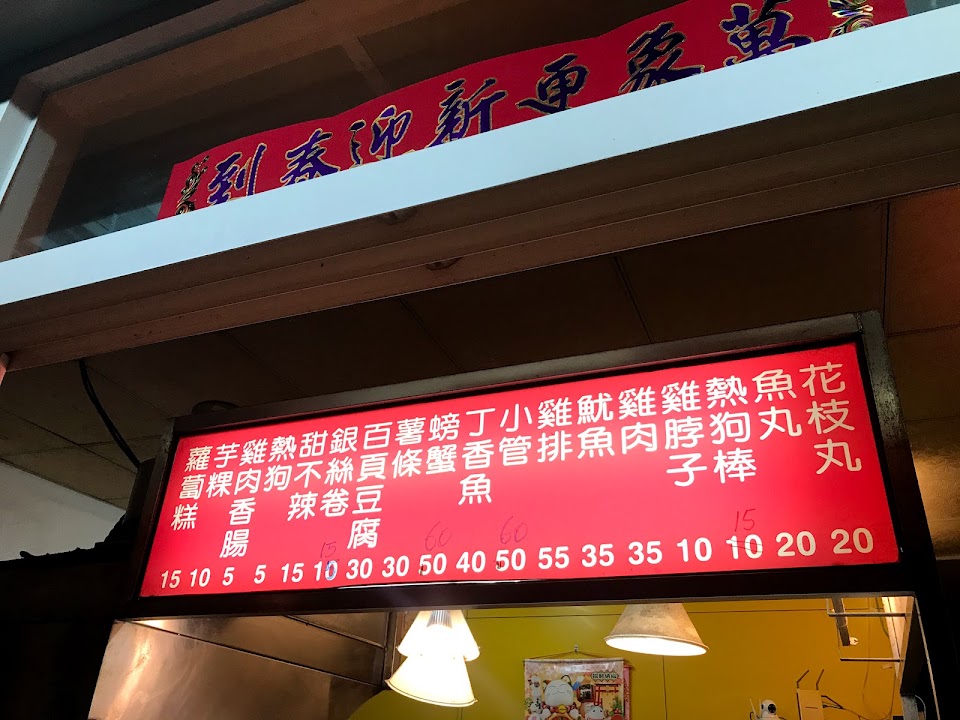 萬象更新迎春到
花枝丸
魚丸
熱狗棒
雞脖子
雞肉
魷魚
雞排
小管
丁香魚
螃蟹
薯條
百頁豆腐
銀絲卷
甜不辣
熱狗
雞肉香腸
芋粿
蘿蔔糕
15 60 60 15
15 10 5 5 15 10 30 30 50 40 50 55 35 35 10 10 20 20